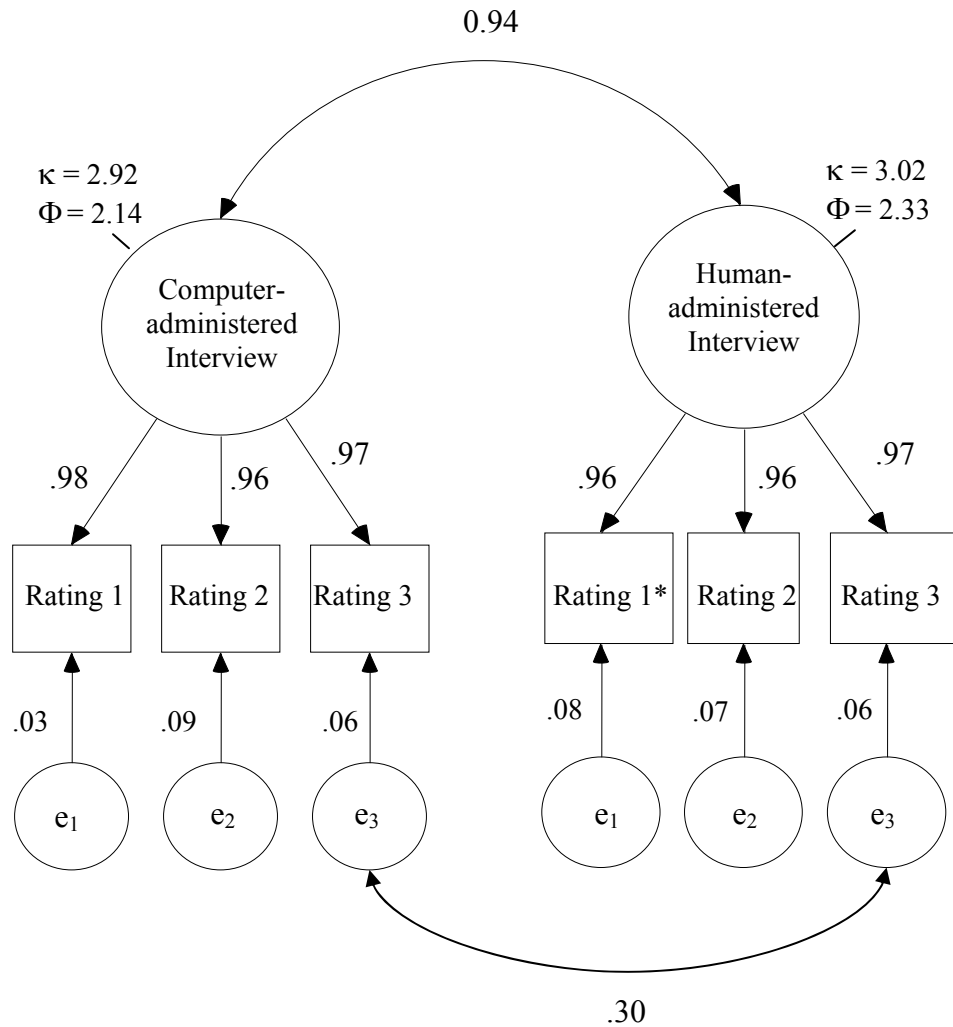 0.94
κ = 2.92
Φ = 2.14
κ = 3.02
Φ = 2.33
Computer-
administered
Interview
Human-
administered
Interview
.98
.96
.97
.96
.96
.97
Rating 1
Rating 2
Rating 3
Rating 1*
Rating 2
Rating 3
.03
.09
.06
.08
.07
.06
e₁
e₂
e₃
e₁
e₂
e₃
.30